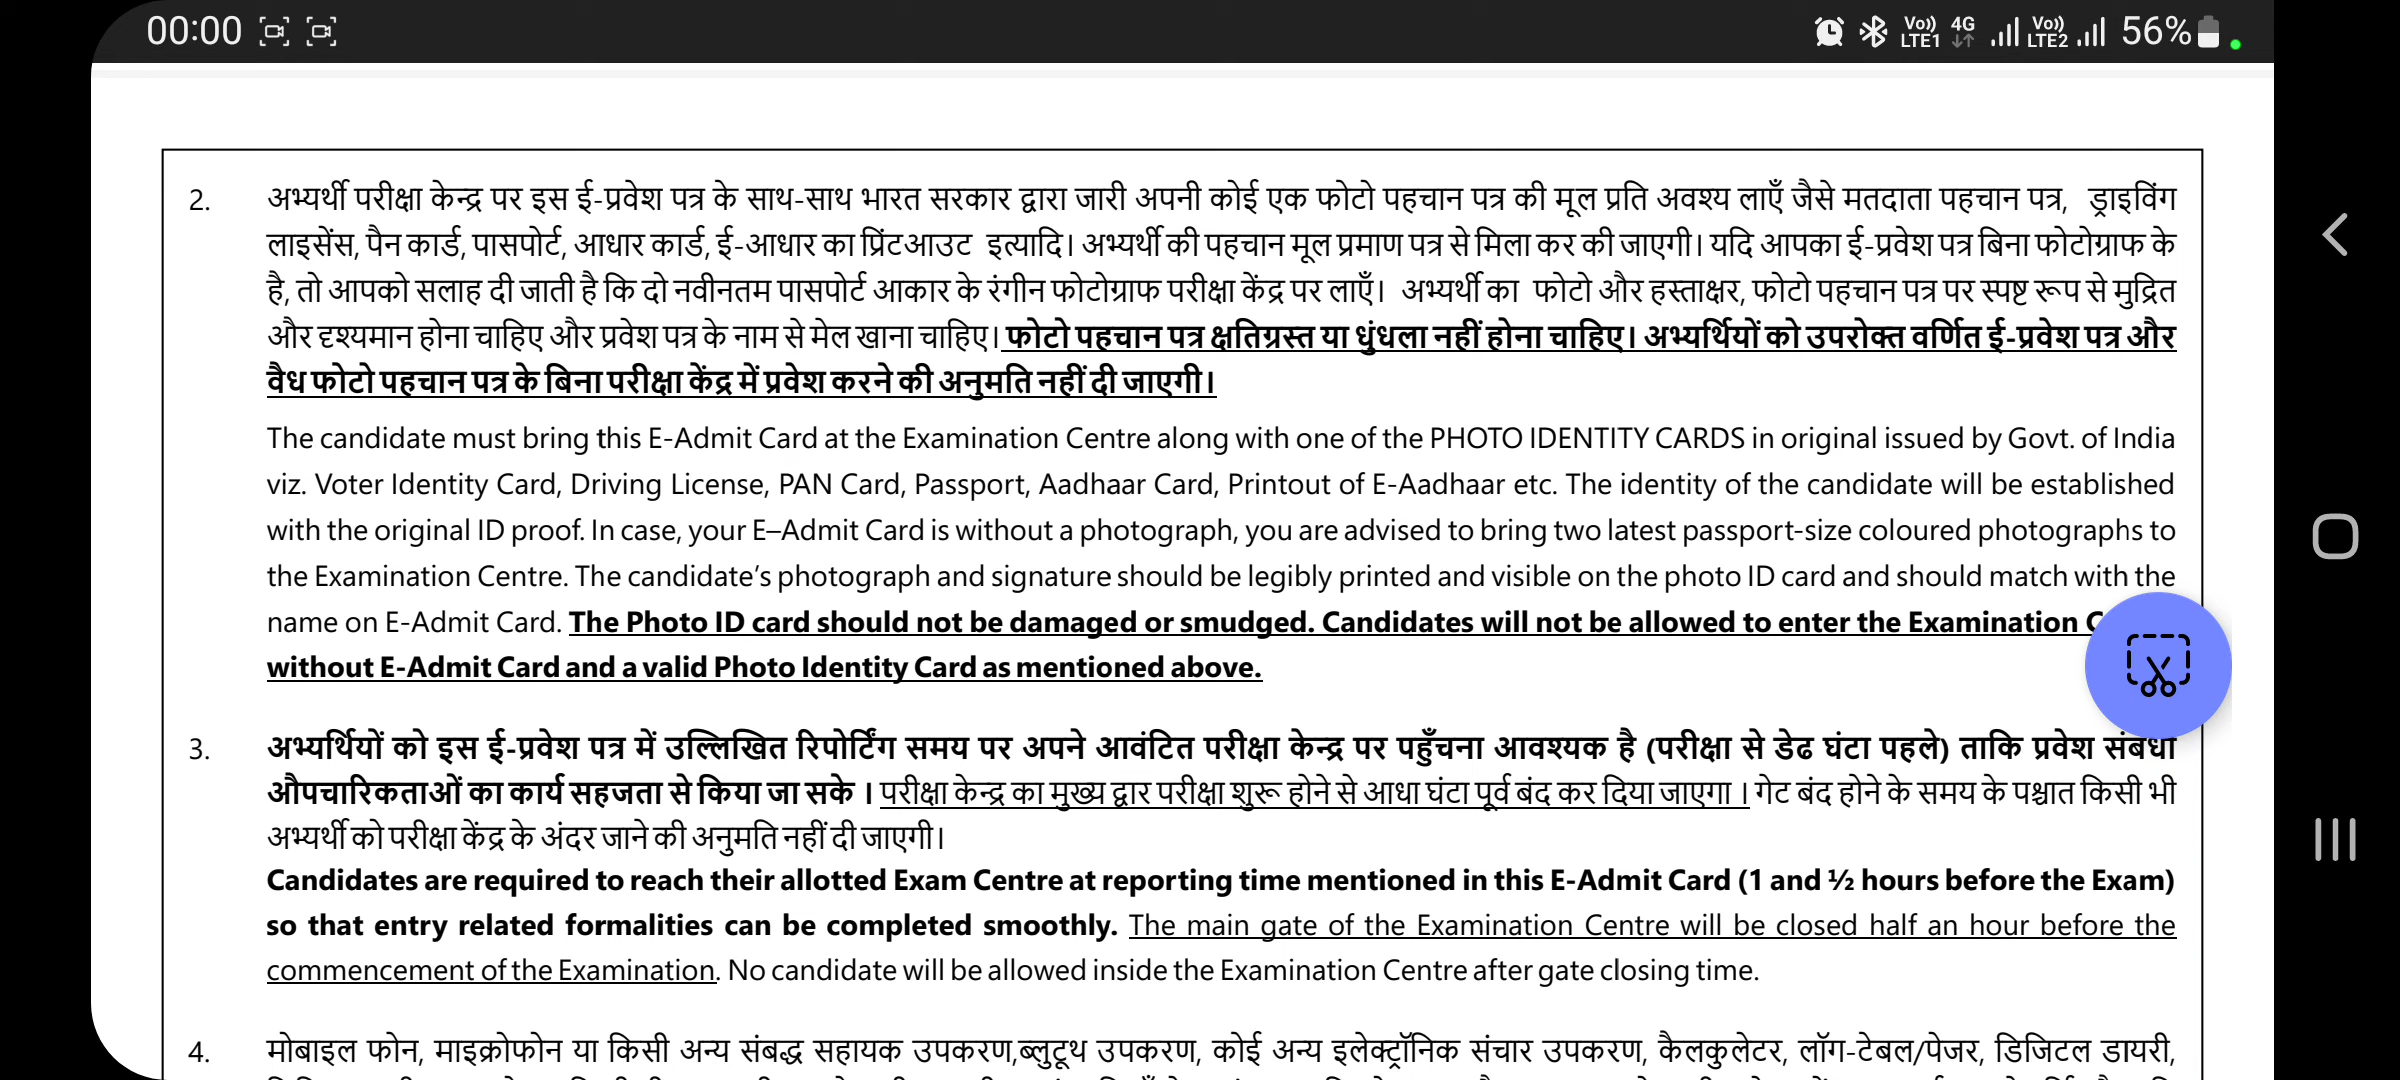 00:00 Vo)) LTE1 4G Vo)) LTE2 56%
2. अभ्यर्थी परीक्षा केन्द्र पर इस ई-प्रवेश पत्र के साथ-साथ भारत सरकार द्वारा जारी अपनी कोई एक फोटो पहचान पत्र की मूल प्रति अवश्य लाएँ जैसे मतदाता पहचान पत्र, ड्राइविंग
लाइसेंस, पैन कार्ड, पासपोर्ट, आधार कार्ड, ई-आधार का प्रिंटआउट इत्यादि। अभ्यर्थी की पहचान मूल प्रमाण पत्र से मिला कर की जाएगी। यदि आपका ई-प्रवेश पत्र बिना फोटोग्राफ के
है, तो आपको सलाह दी जाती है कि दो नवीनतम पासपोर्ट आकार के रंगीन फोटोग्राफ परीक्षा केंद्र पर लाएँ। अभ्यर्थी का फोटो और हस्ताक्षर, फोटो पहचान पत्र पर स्पष्ट रूप से मुद्रित
और दृश्यमान होना चाहिए और प्रवेश पत्र के नाम से मेल खाना चाहिए। फोटो पहचान पत्र क्षतिग्रस्त या धुंधला नहीं होना चाहिए। अभ्यर्थियों को उपरोक्त वर्णित ई-प्रवेश पत्र और
वैध फोटो पहचान पत्र के बिना परीक्षा केंद्र में प्रवेश करने की अनुमति नहीं दी जाएगी।
The candidate must bring this E-Admit Card at the Examination Centre along with one of the PHOTO IDENTITY CARDS in original issued by Govt. of India
viz. Voter Identity Card, Driving License, PAN Card, Passport, Aadhaar Card, Printout of E-Aadhaar etc. The identity of the candidate will be established
with the original ID proof. In case, your E–Admit Card is without a photograph, you are advised to bring two latest passport-size coloured photographs to
the Examination Centre. The candidate’s photograph and signature should be legibly printed and visible on the photo ID card and should match with the
name on E-Admit Card. The Photo ID card should not be damaged or smudged. Candidates will not be allowed to enter the Examination
without E-Admit Card and a valid Photo Identity Card as mentioned above.
3. अभ्यर्थियों को इस ई-प्रवेश पत्र में उल्लिखित रिपोर्टिंग समय पर अपने आवंटित परीक्षा केन्द्र पर पहुँचना आवश्यक है (परीक्षा से डेढ घंटा पहले) ताकि प्रवेश संबंधी
औपचारिकताओं का कार्य सहजता से किया जा सके । परीक्षा केन्द्र का मुख्य द्वार परीक्षा शुरू होने से आधा घंटा पूर्व बंद कर दिया जाएगा । गेट बंद होने के समय के पश्चात किसी भी
अभ्यर्थी को परीक्षा केंद्र के अंदर जाने की अनुमति नहीं दी जाएगी।
Candidates are required to reach their allotted Exam Centre at reporting time mentioned in this E-Admit Card (1 and ½ hours before the Exam)
so that entry related formalities can be completed smoothly. The main gate of the Examination Centre will be closed half an hour before the
commencement of the Examination. No candidate will be allowed inside the Examination Centre after gate closing time.
4. मोबाइल फोन, माइक्रोफोन या किसी अन्य संबद्ध सहायक उपकरण,ब्लुटूथ उपकरण, कोई अन्य इलेक्ट्रॉनिक संचार उपकरण, कैलकुलेटर, लॉग-टेबल/पेजर, डिजिटल डायरी,